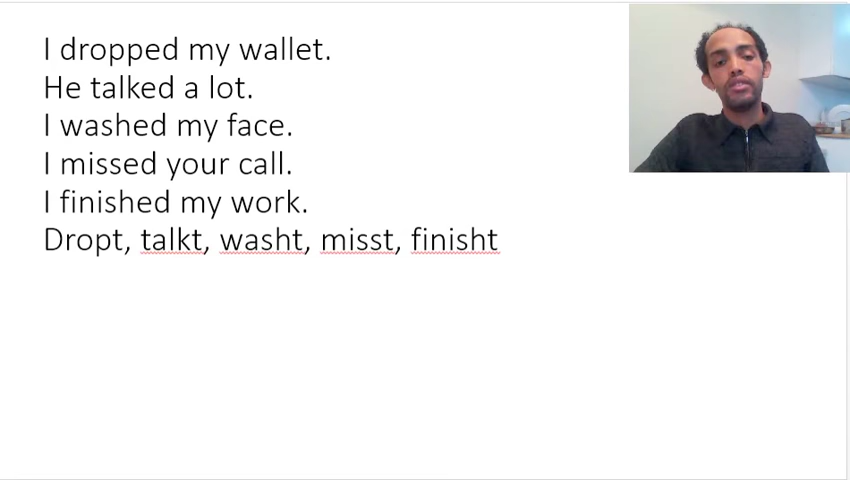 I dropped my wallet.
He talked a lot.
I washed my face.
I missed your call.
I finished my work.
Dropt, talkt, washt, misst, finisht